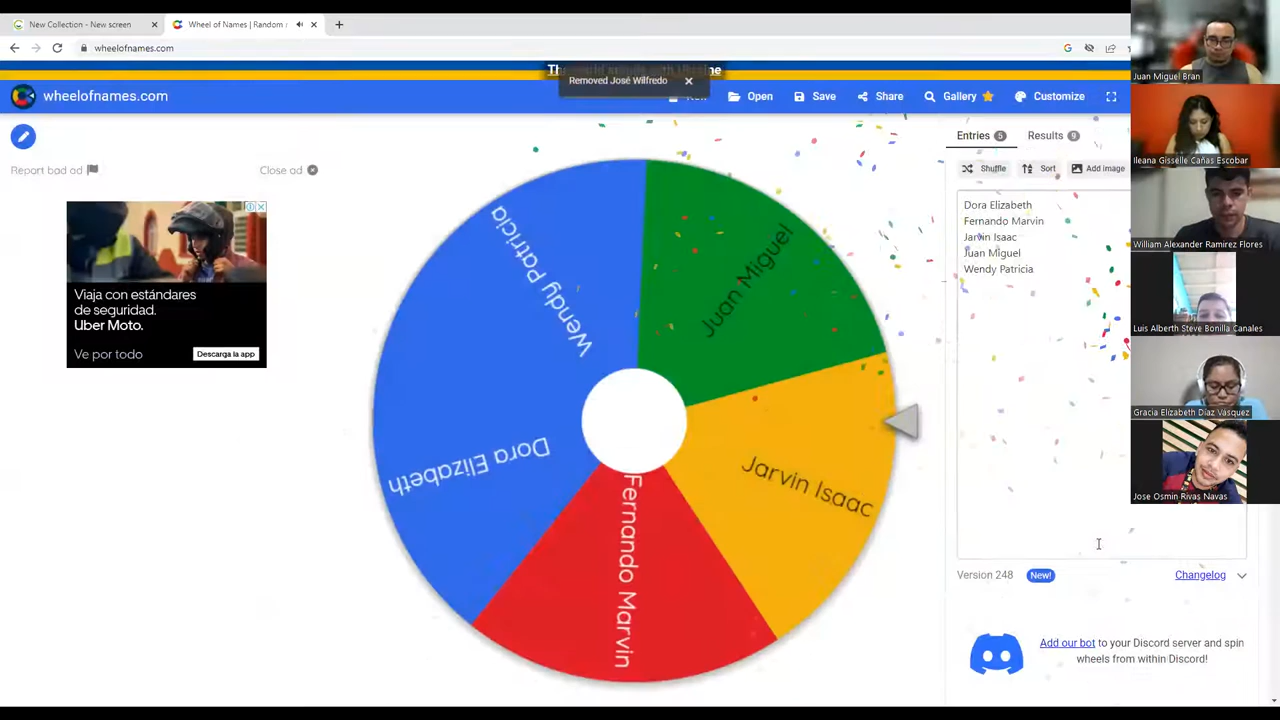 New Collection - New screen
Wheel of Names | Random
wheelofnames.com
Removed José Wilfredo
wheelofnames.com
Open
Save
Share
Gallery
Customize
Report bad ad
Close ad
Viaja con estándares
de seguridad.
Uber Moto.
Ve por todo
Descarga la app
Wendy Patricia
Juan Miguel
Jarvin Isaac
Fernando Marvin
Dora Elizabeth
Entries 5
Results 9
Shuffle
Sort
Add image
Dora Elizabeth
Fernando Marvin
Jarvin Isaac
Juan Miguel
Wendy Patricia
Version 248
New!
Changelog
Add our bot to your Discord server and spin
wheels from within Discord!
Juan Miguel Bran
Ileana Gisselle Cañas Escobar
William Alexander Ramirez Flores
Luis Alberth Steve Bonilla Canales
Gracia Elizabeth Díaz Vásquez
Jose Osmin Rivas Navas